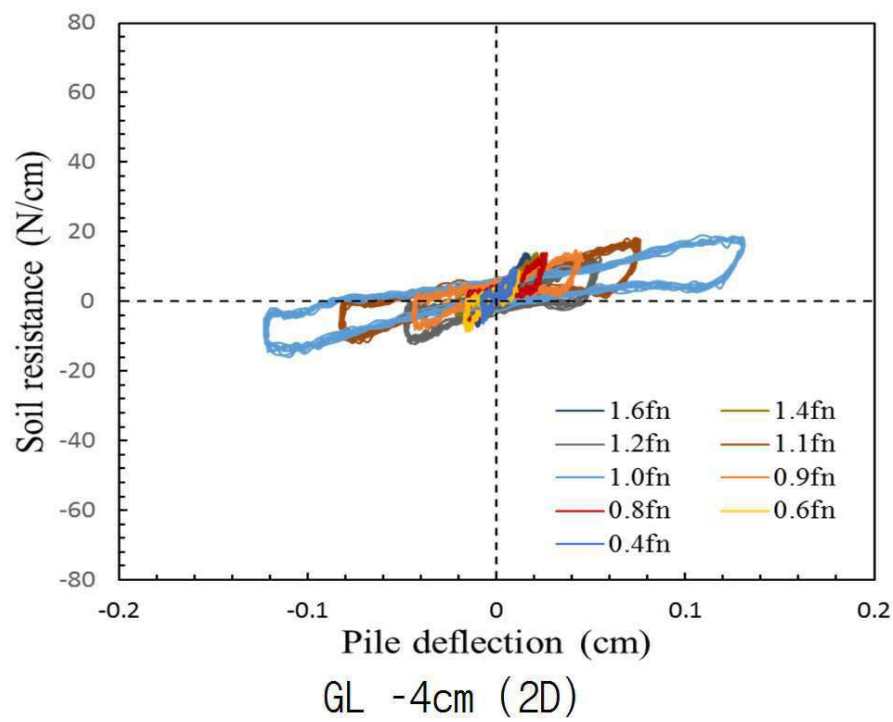 80
60
40
20
0
-20
-40
-60
-80
Soil resistance (N/cm)
1.6fn 1.4fn
1.2fn 1.1fn
1.0fn 0.9fn
0.8fn 0.6fn
0.4fn
-0.2 -0.1 0 0.1 0.2
Pile deflection (cm)
GL -4cm (2D)